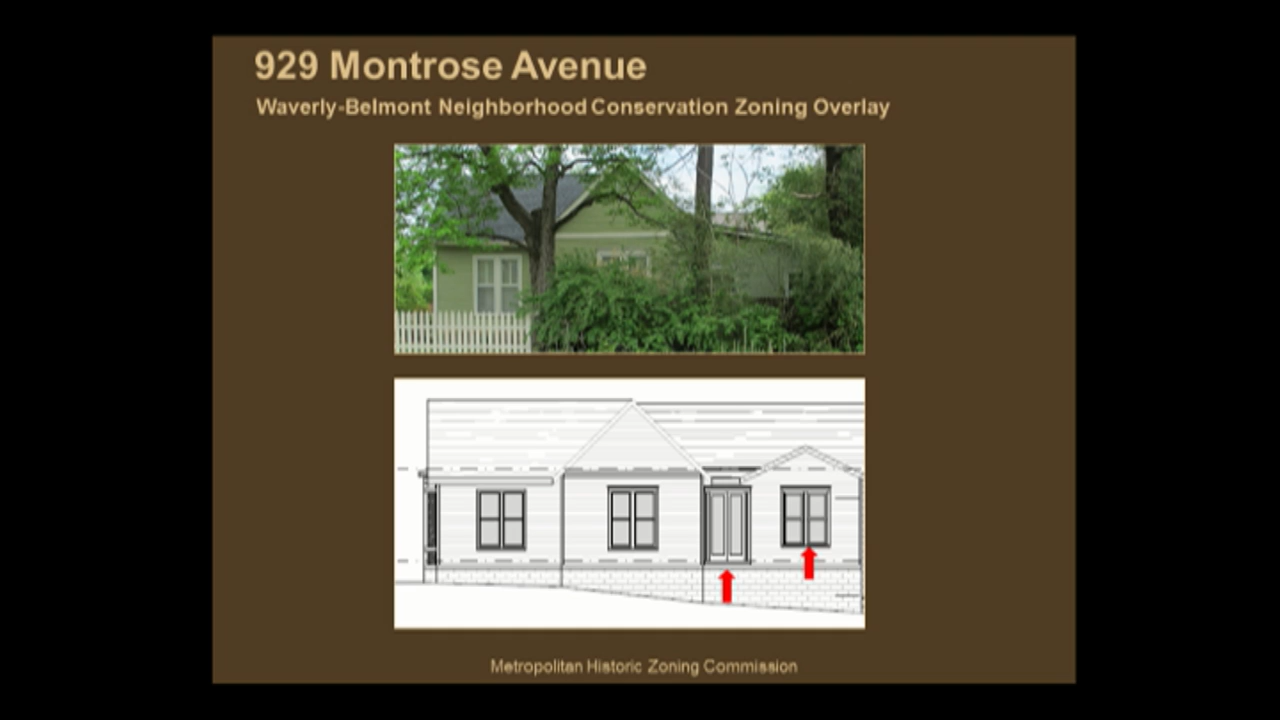 929 Montrose Avenue
Waverly-Belmont Neighborhood Conservation Zoning Overlay
Metropolitan Historic Zoning Commission